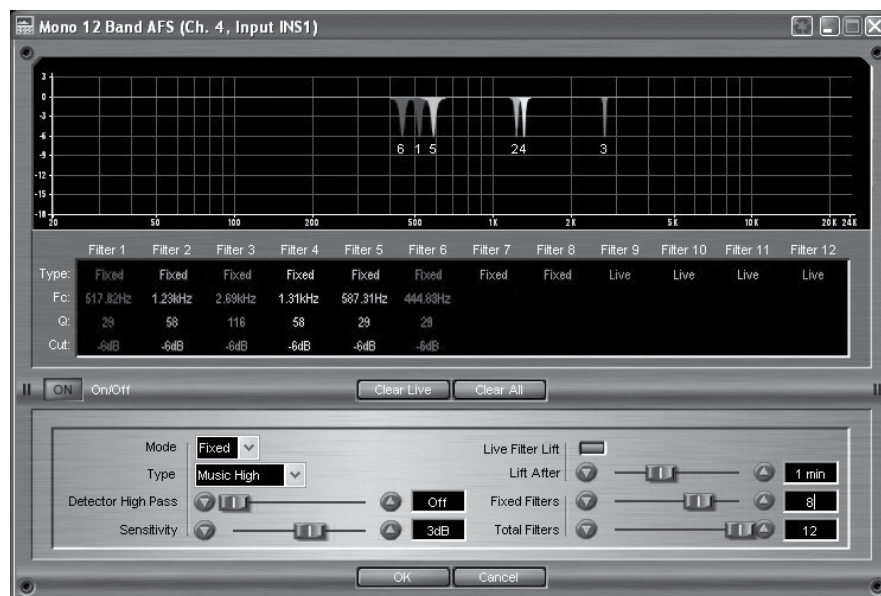 Mono 12 Band AFS (Ch. 4, Input INS1)
3
0
-3
-6
-9
-12
-15
-18
6 1 5 24 3
20 50 100 200 500 1K 2K 5K 10K 20K 24K
Filter 1 Filter 2 Filter 3 Filter 4 Filter 5 Filter 6 Filter 7 Filter 8 Filter 9 Filter 10 Filter 11 Filter 12
Type: Fixed Fixed Fixed Fixed Fixed Fixed Fixed Fixed Live Live Live Live
Fc: 517.82Hz 1.23kHz 2.69kHz 1.31kHz 587.31Hz 444.83Hz
Q: 29 58 116 58 29 29
Cut: -6dB -6dB -6dB -6dB -6dB -6dB
ON On/Off Clear Live Clear All
Mode Fixed Live Filter Lift
Type Music High Lift After 1 min
Detector High Pass Off Fixed Filters 8
Sensitivity 3dB Total Filters 12
OK Cancel